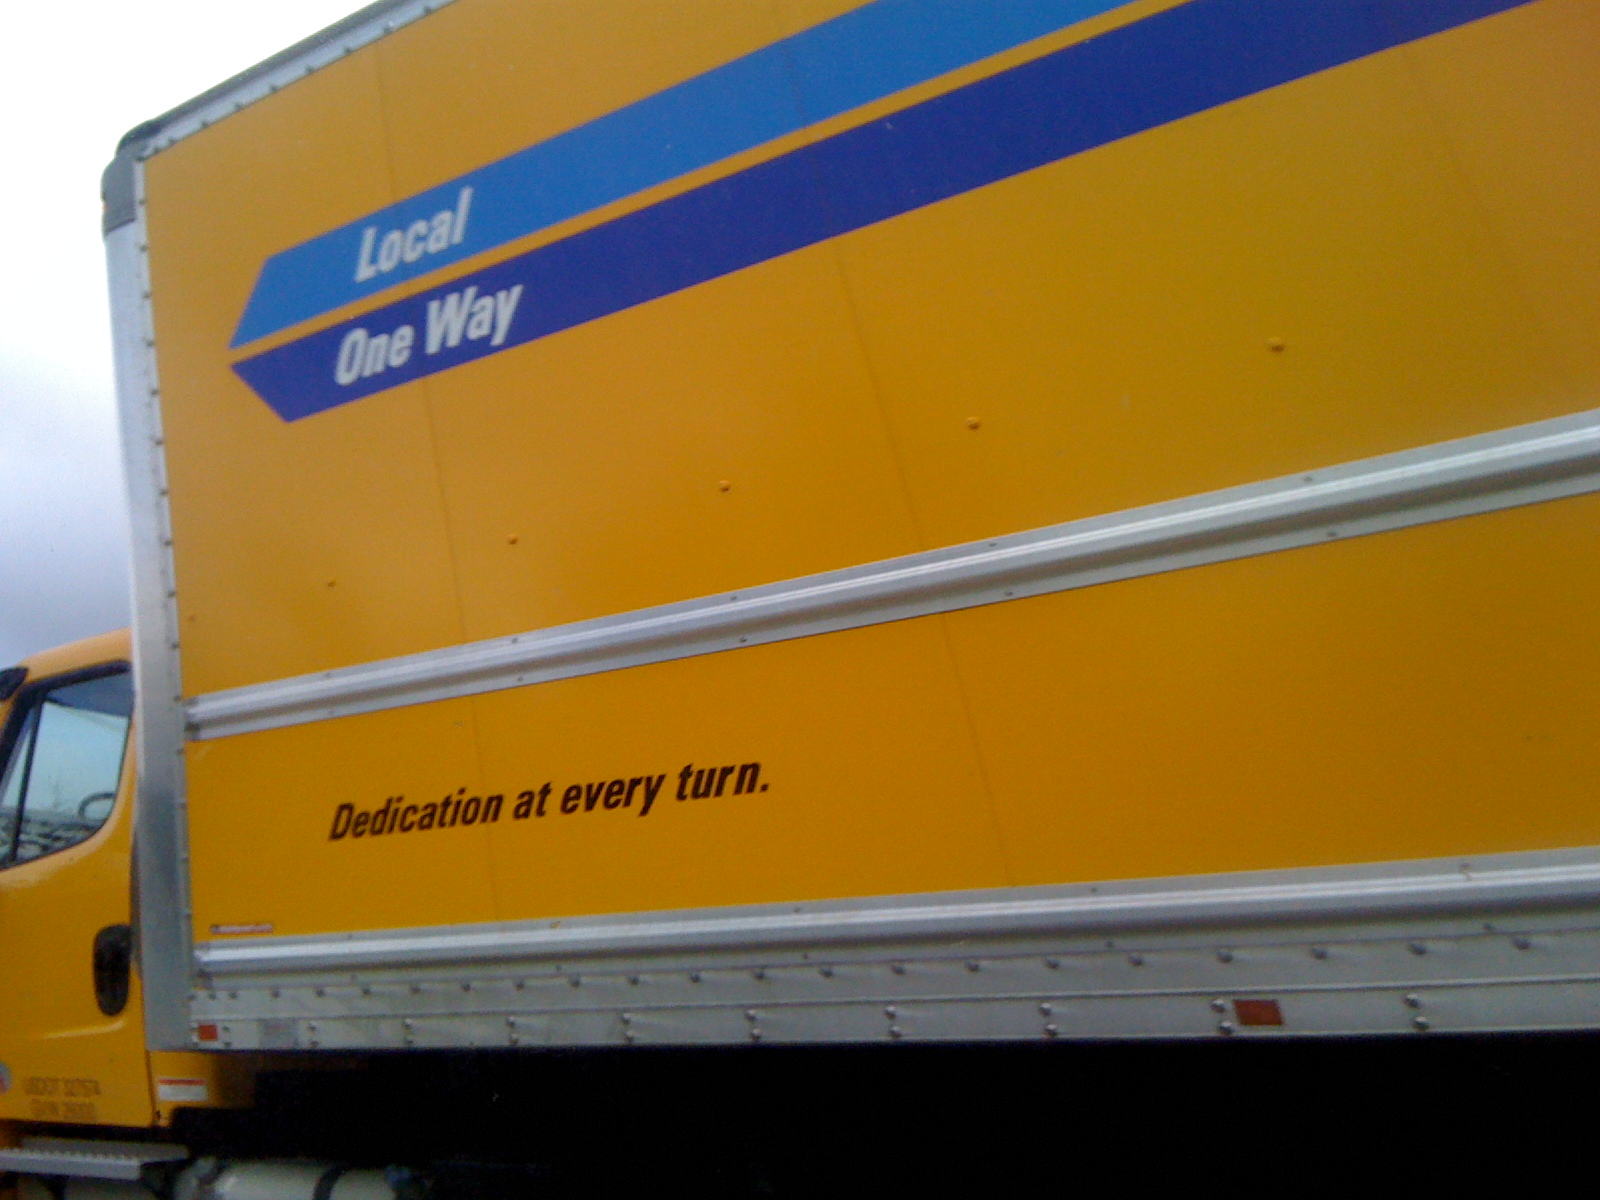 Local
One Way
Dedication at every turn.